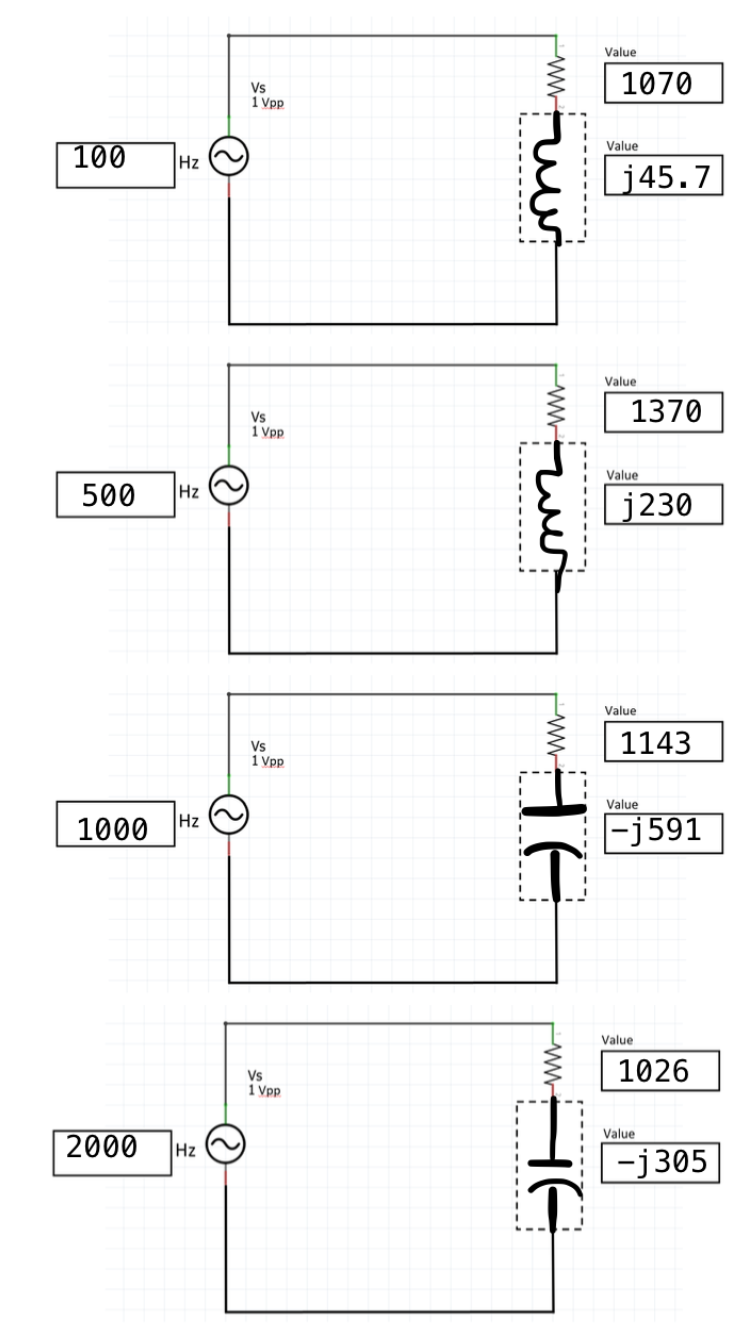 Value
1070
Vs
1 Vpp
Value
100 Hz
j45.7
Value
1370
Vs
1 Vpp
Value
500 Hz
j230
Value
1143
Vs
1 Vpp
Value
1000 Hz
-j591
Value
1026
Vs
1 Vpp
Value
2000 Hz
-j305